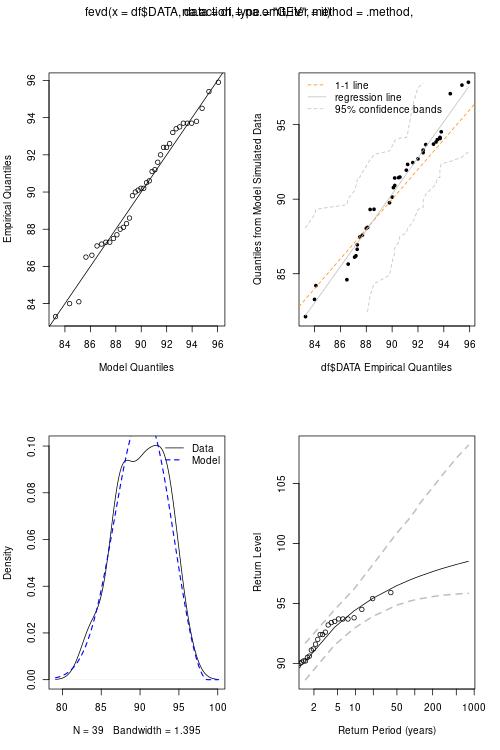 fevd(x = df$DATA, method = .method,
96
94
92
90
88
86
84
Empirical Quantiles
84 86 88 90 92 94 96
Model Quantiles
1-1 line
regression line
95% confidence bands
95
90
85
Quantiles from Model Simulated Data
84 86 88 90 92 94 96
df$DATA Empirical Quantiles
Data
Model
0.10
0.08
0.06
0.04
0.02
0.00
Density
80 85 90 95 100
N = 39 Bandwidth = 1.395
105
100
95
90
Return Level
2 5 10 50 200 1000
Return Period (years)